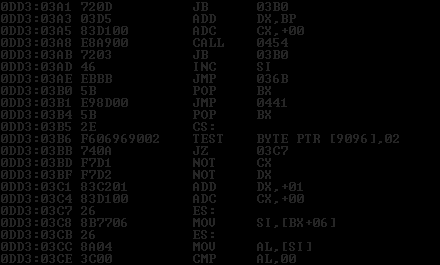 0DD3:03A1 720D JB 03B0
0DD3:03A3 03D5 ADD DX,BP
0DD3:03A5 83D100 ADC CX,+00
0DD3:03A8 E8A900 CALL 0454
0DD3:03AB 7203 JB 03B0
0DD3:03AD 46 INC SI
0DD3:03AE EBBB JMP 036B
0DD3:03B0 5B POP BX
0DD3:03B1 E98D00 JMP 0441
0DD3:03B4 5B POP BX
0DD3:03B5 2E CS:
0DD3:03B6 F606969002 TEST BYTE PTR [9096],02
0DD3:03BB 740A JZ 03C7
0DD3:03BD F7D1 NOT CX
0DD3:03BF F7D2 NOT DX
0DD3:03C1 83C201 ADD DX,+01
0DD3:03C4 83D100 ADC CX,+00
0DD3:03C7 26 ES:
0DD3:03C8 8B7706 MOV SI,[BX+06]
0DD3:03CB 26 ES:
0DD3:03CC 8A04 MOV AL,[SI]
0DD3:03CE 3C00 CMP AL,00